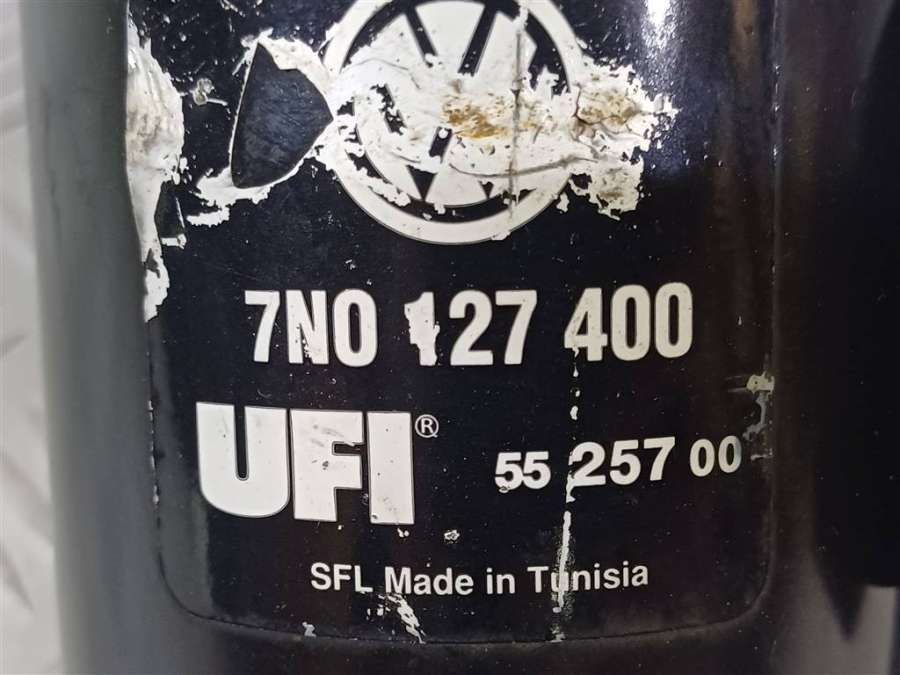 7N0 127 400
UFI®
55 257 00
SFL Made in Tunisia